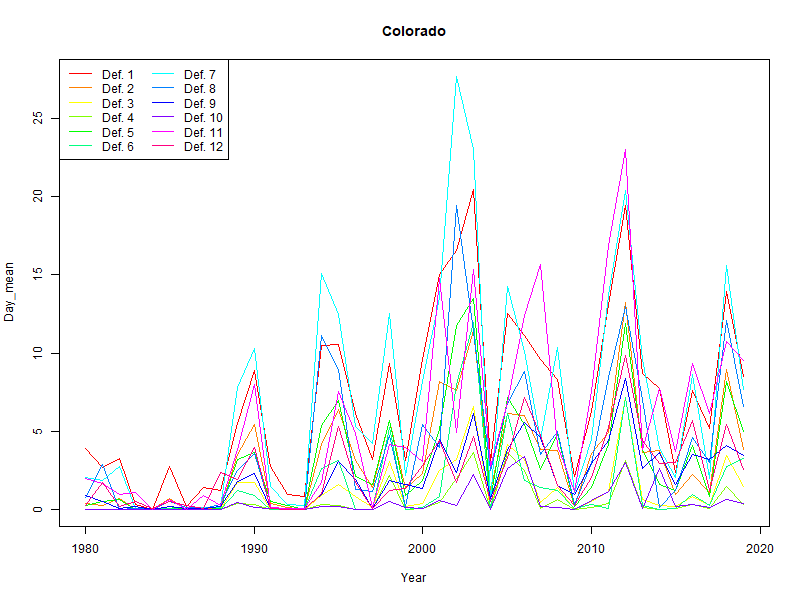 Colorado
Def. 1 Def. 7
Def. 2 Def. 8
Def. 3 Def. 9
Def. 4 Def. 10
Def. 5 Def. 11
Def. 6 Def. 12
25
20
15
10
5
0
Day_mean
1980 1990 2000 2010 2020
Year